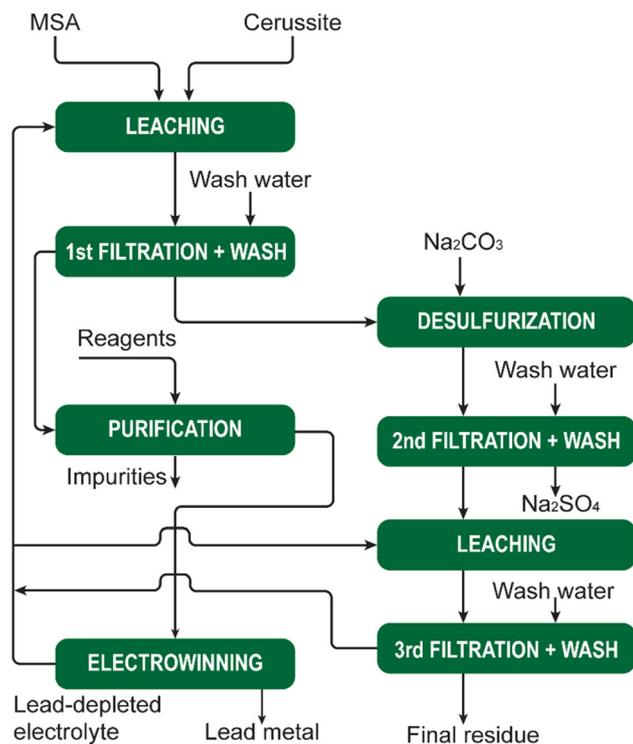 MSA
Cerussite
LEACHING
Wash water
1st FILTRATION + WASH
Na₂CO₃
DESULFURIZATION
Reagents
Wash water
PURIFICATION
2nd FILTRATION + WASH
Impurities
Na₂SO₄
LEACHING
Wash water
ELECTROWINNING
3rd FILTRATION + WASH
Lead-depleted
electrolyte
Lead metal
Final residue